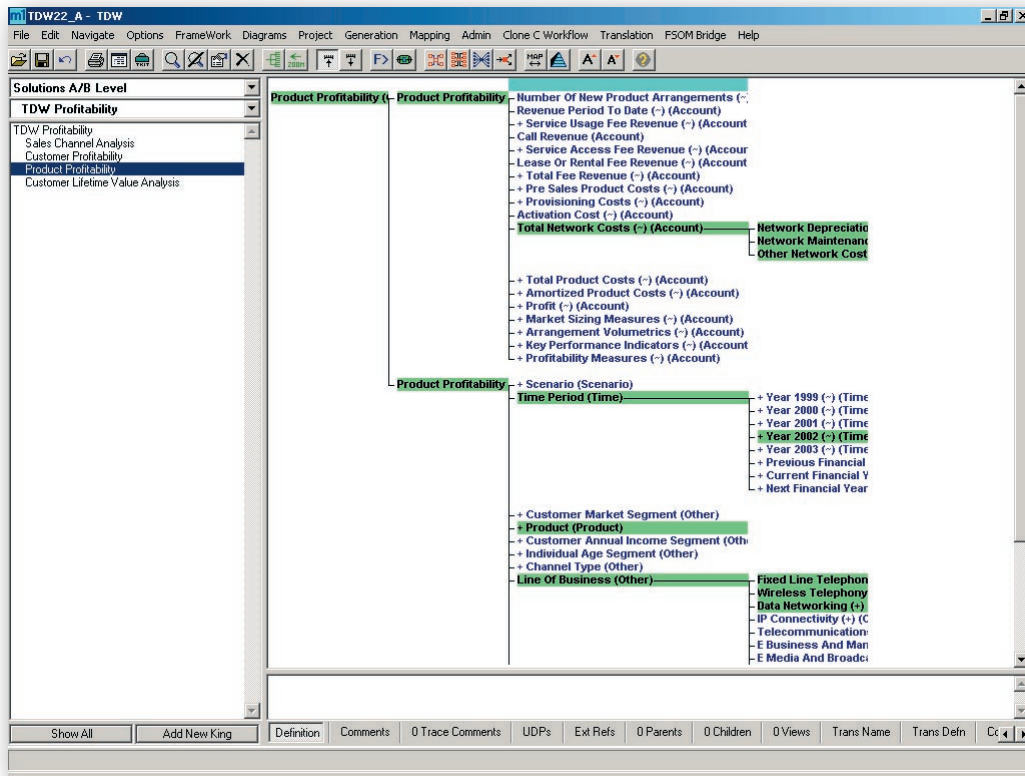 TDW22_A - TDW
File Edit Navigate Options FrameWork Diagrams Project Generation Mapping Admin Clone C Workflow Translation FSOM Bridge Help
Solutions A/B Level
TDW Profitability
TDW Profitability
Sales Channel Analysis
Customer Profitability
Product Profitability
Customer Lifetime Value Analysis
Show All
Add New King
Product Profitability (
Product Profitability
Number Of New Product Arrangements (~
Revenue Period To Date (~) (Account)
+ Service Usage Fee Revenue (~) (Account
Call Revenue (Account)
+ Service Access Fee Revenue (~) (Accour
Lease Or Rental Fee Revenue (~) (Account
+ Total Fee Revenue (~) (Account)
+ Pre Sales Product Costs (~) (Account)
+ Provisioning Costs (~) (Account)
Activation Cost (~) (Account)
Total Network Costs (~) (Account)
Network Depreciatio
Network Maintenanc
Other Network Cost
+ Total Product Costs (~) (Account)
+ Amortized Product Costs (~) (Account)
+ Profit (~) (Account)
+ Market Sizing Measures (~) (Account)
+ Arrangement Volumetrics (~) (Account)
+ Key Performance Indicators (~) (Account
+ Profitability Measures (~) (Account)
Product Profitability
+ Scenario (Scenario)
Time Period (Time)
+ Year 1999 (~) (Time
+ Year 2000 (~) (Time
+ Year 2001 (~) (Time
+ Year 2002 (~) (Time
+ Year 2003 (~) (Time
+ Previous Financial
+ Current Financial Y
+ Next Financial Year
+ Customer Market Segment (Other)
+ Product (Product)
+ Customer Annual Income Segment (Oth
+ Individual Age Segment (Other)
+ Channel Type (Other)
Line Of Business (Other)
Fixed Line Telephon
Wireless Telephony
Data Networking (+)
IP Connectivity (+) (C
Telecommunication
E Business And Man
E Media And Broadc
Definition Comments 0 Trace Comments UDPs Ext Refs 0 Parents 0 Children 0 Views Trans Name Trans Defn